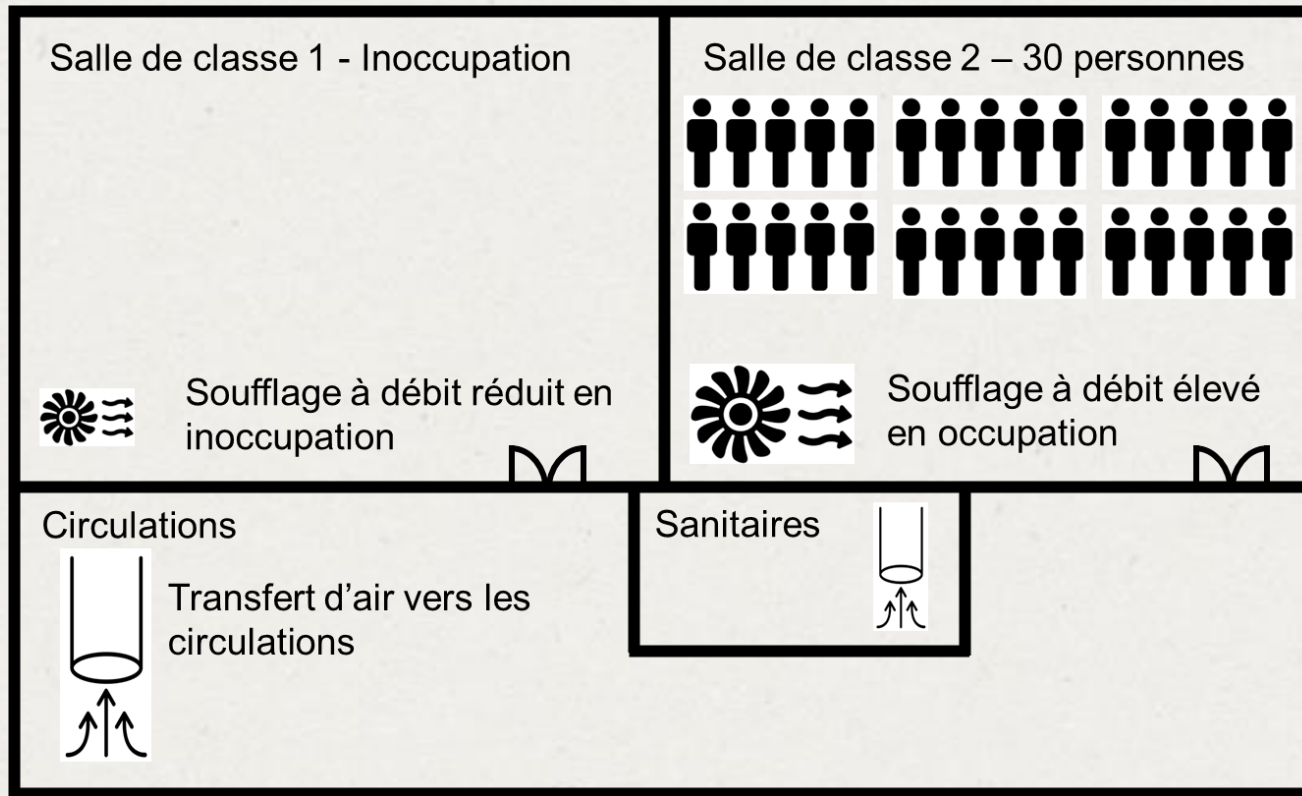 Salle de classe 1 - Inoccupation
Salle de classe 2 – 30 personnes
Soufflage à débit réduit en
inoccupation
Soufflage à débit élevé
en occupation
Circulations
Transfert d’air vers les
circulations
Sanitaires